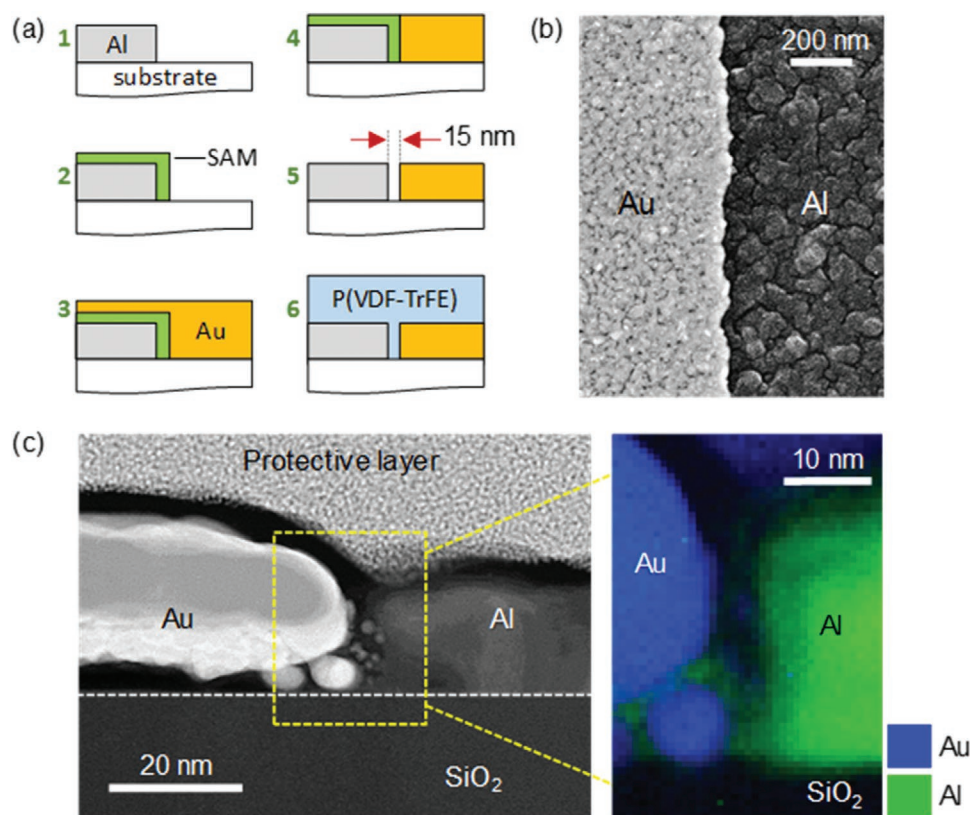 (a)
1
Al
substrate
2
SAM
3
Au
4
5
15 nm
6
P(VDF-TrFE)
(b)
200 nm
Au
Al
(c)
Protective layer
Au
Al
20 nm
SiO₂
10 nm
Au
Al
SiO₂
Au
Al